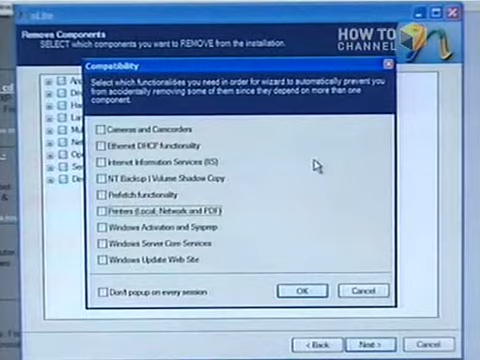 nLite
Remove Components
SELECT which components you want to REMOVE from the installation.
HOW TO
CHANNEL
Compatibility
Select which functionalities you need in order for wizard to automatically prevent you
from accidentally removing some of them since they depend on more than one
component.
Cameras and Camcorders
Ethernet DHCP functionality
Internet Information Services (IIS)
NT Backup | Volume Shadow Copy
Prefetch functionality
Printers (Local, Network and PDF)
Windows Activation and Sysprep
Windows Server Core Services
Windows Update Web Site
Don't popup on every session
OK
Cancel
< Back
Next >
Cancel